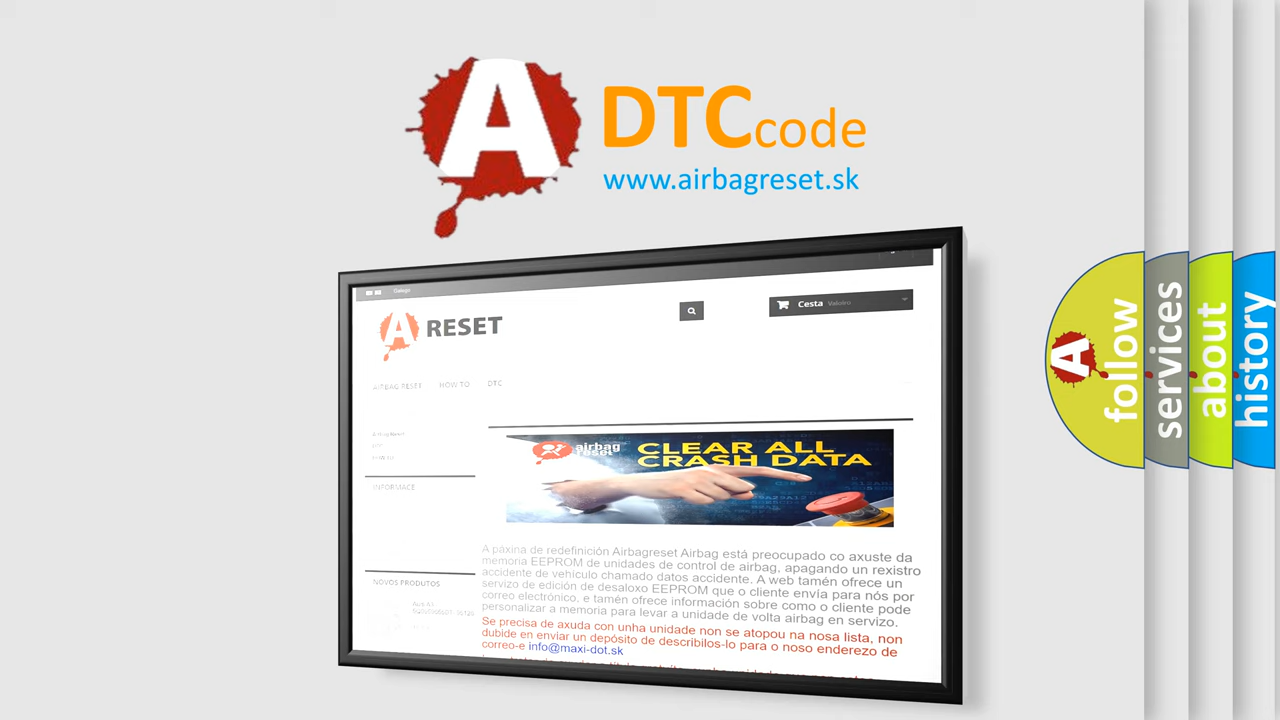 A
DTCcode
www.airbagreset.sk
Galego
A RESET
Cesta Valeiro
AIRBAG RESET HOW TO DTC
INFORMACE
NOVOS PRODUTOS
airbag
reset
CLEAR ALL
CRASH DATA
A páxina de redefinición Airbagreset Airbag está preocupado co axuste da
memoria EEPROM de unidades de control de airbag, apagando un rexistro
accidente de vehículo chamado datos accidente. A web tamén ofrece un
servizo de edición de desaloxo EEPROM que o cliente envía para nós por
correo electrónico, e tamén ofrece información sobre como o cliente pode
personalizar a memoria para levar a unidade de volta airbag en servizo.
Se precisa de axuda con unha unidade non se atopou na nosa lista, non
dubide en enviar un depósito de describilos-lo para o noso enderezo de
correo-e info@maxi-dot.sk
A follow
services
about
history